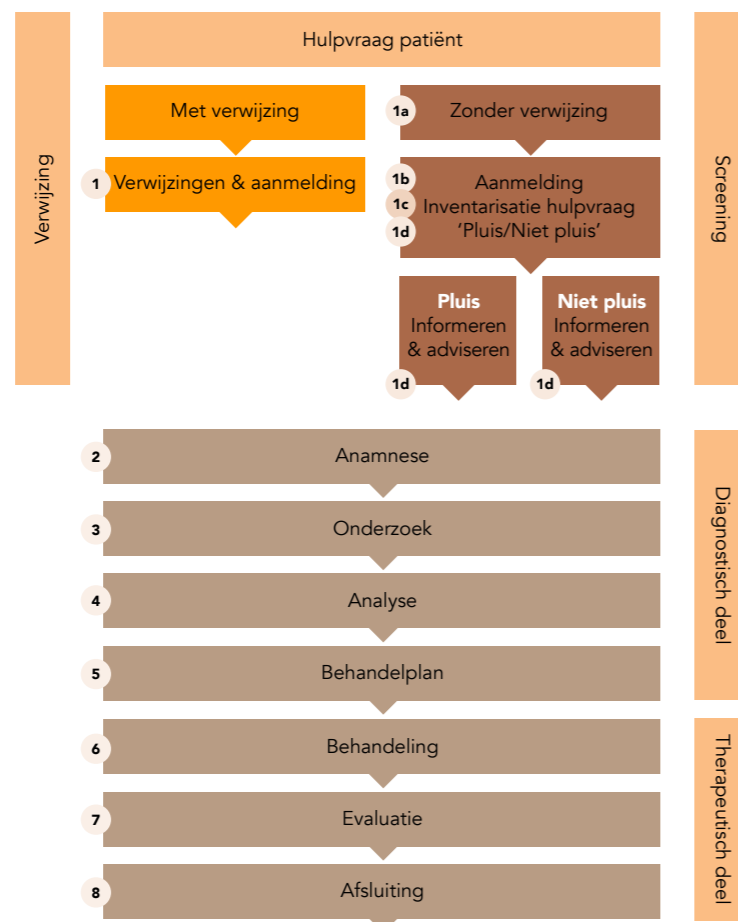 Hulpvraag patiënt
Verwijzing
Screening
Met verwijzing
1a Zonder verwijzing
1 Verwijzingen & aanmelding
1b Aanmelding
1c Inventarisatie hulpvraag
1d ‘Pluis/Niet pluis’
Pluis
Informeren
& adviseren
1d
Niet pluis
Informeren
& adviseren
1d
Diagnostisch deel
2 Anamnese
3 Onderzoek
4 Analyse
5 Behandelplan
Therapeutisch deel
6 Behandeling
7 Evaluatie
8 Afsluiting